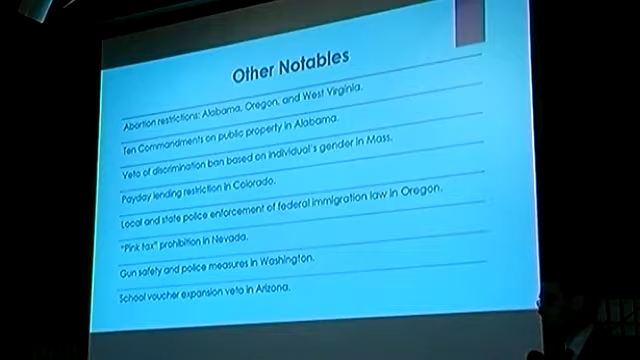 Other Notables
Abortion restrictions: Alabama, Oregon, and West Virginia.
Ten Commandments on public property in Alabama.
Veto of discrimination ban based on individual's gender in Mass.
Payday lending restriction in Colorado.
Local and state police enforcement of federal immigration law in Oregon.
"Pink tax" prohibition in Nevada.
Gun safety and police measures in Washington.
School voucher expansion veto in Arizona.